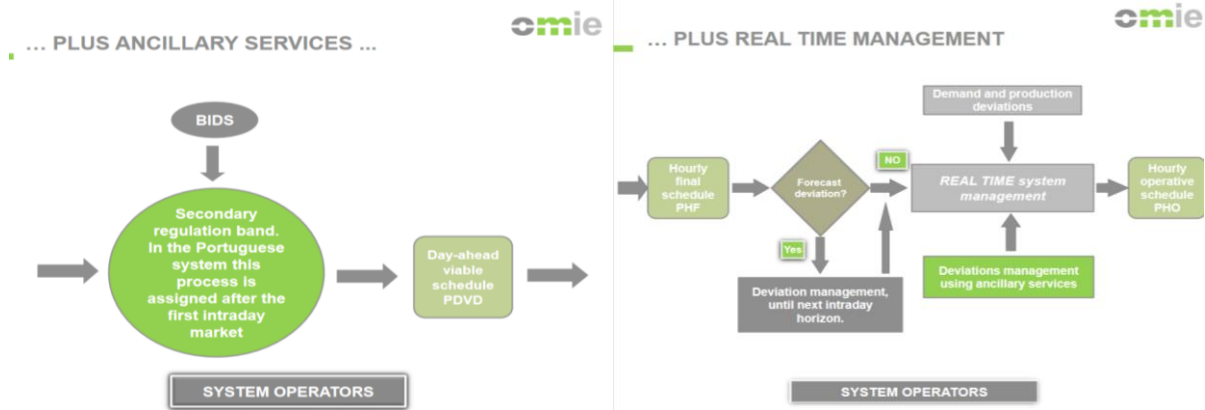 omie
... PLUS ANCILLARY SERVICES ...
BIDS
Secondary
regulation band.
In the Portuguese
system this
process is
assigned after the
first intraday
market
Day-ahead
viable
schedule
PDVD
SYSTEM OPERATORS
omie
... PLUS REAL TIME MANAGEMENT
Demand and production
deviations
Hourly
final
schedule
PHF
Forecast
deviation?
NO
REAL TIME system
management
Hourly
operative
schedule
PHO
Yes
Deviation management,
until next intraday
horizon.
Deviations management
using ancillary services
SYSTEM OPERATORS